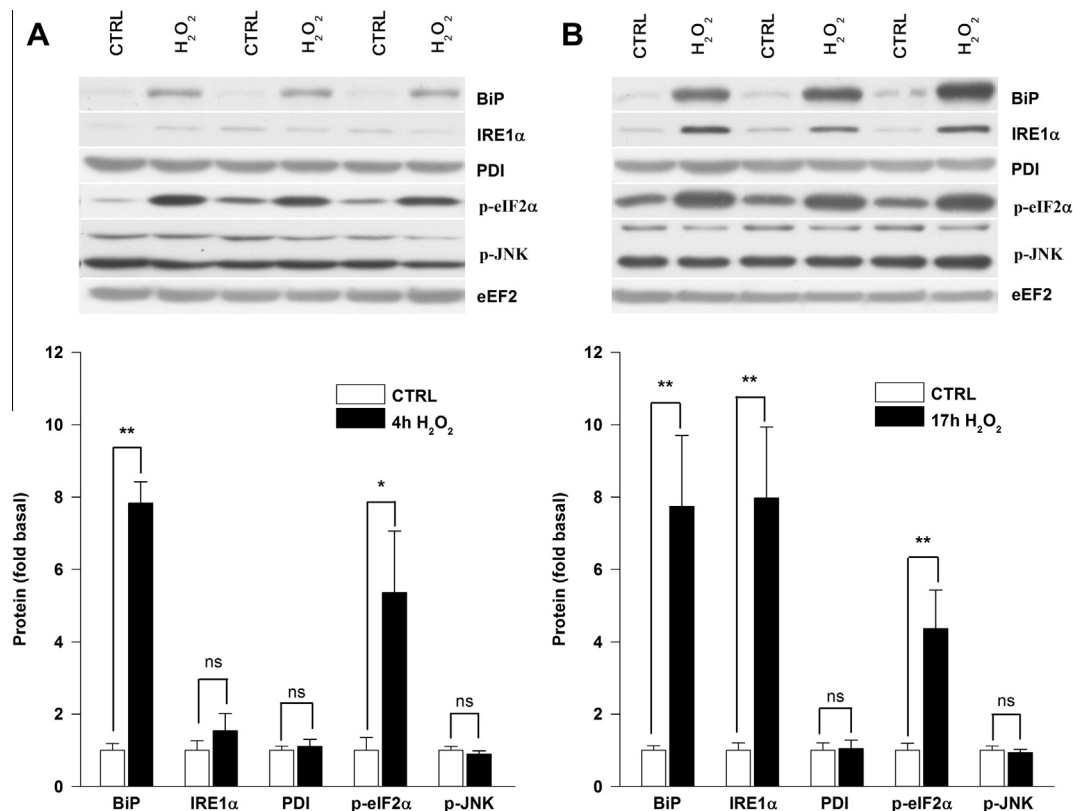 A
CTRL H₂O₂ CTRL H₂O₂ CTRL H₂O₂
BiP
IRE1α
PDI
p-eIF2α
p-JNK
eEF2
Protein (fold basal)
12
10
8
6
4
2
0
CTRL
4h H₂O₂
**
ns
ns
*
ns
BiP IRE1α PDI p-eIF2α p-JNK
B
CTRL H₂O₂ CTRL H₂O₂ CTRL H₂O₂
BiP
IRE1α
PDI
p-eIF2α
p-JNK
eEF2
Protein (fold basal)
12
10
8
6
4
2
0
CTRL
17h H₂O₂
**
**
ns
**
ns
BiP IRE1α PDI p-eIF2α p-JNK